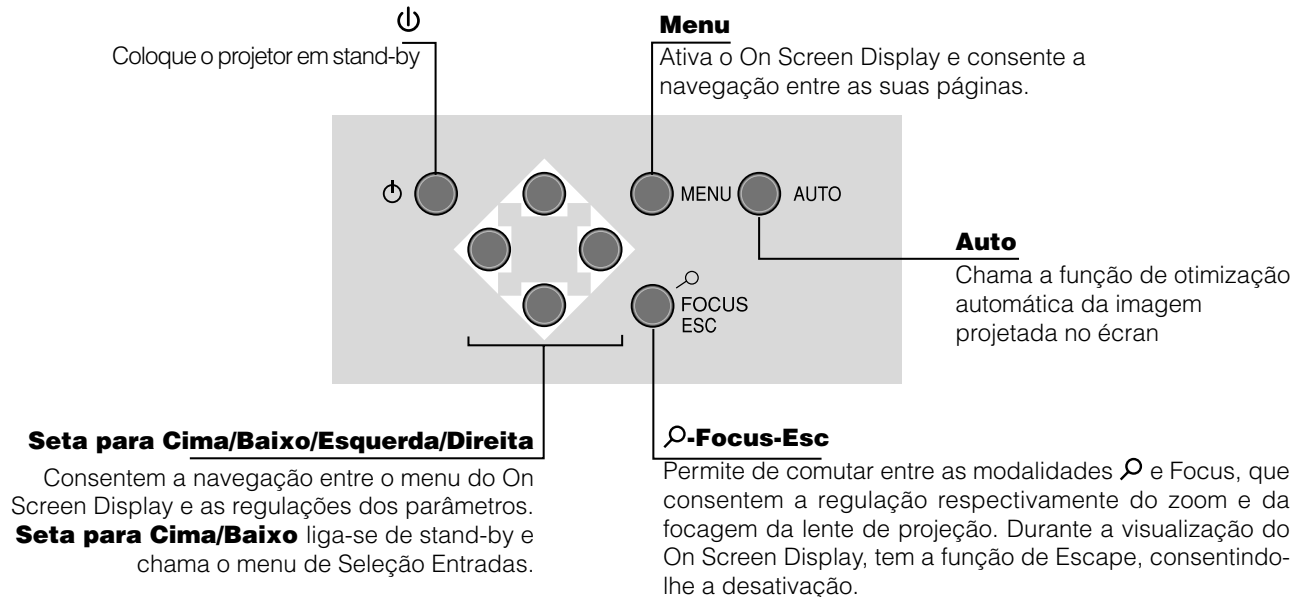 ⏻
Coloque o projetor em stand-by
Menu
Ativa o On Screen Display e consente a
navegação entre as suas páginas.
MENU
AUTO
FOCUS
ESC
Auto
Chama a função de otimização
automática da imagem
projetada no écran
Seta para Cima/Baixo/Esquerda/Direita
Consentem a navegação entre o menu do On
Screen Display e as regulações dos parâmetros.
Seta para Cima/Baixo liga-se de stand-by e
chama o menu de Seleção Entradas.
⌕-Focus-Esc
Permite de comutar entre as modalidades ⌕ e Focus, que
consentem a regulação respectivamente do zoom e da
focagem da lente de projeção. Durante a visualização do
On Screen Display, tem a função de Escape, consentindo-
lhe a desativação.